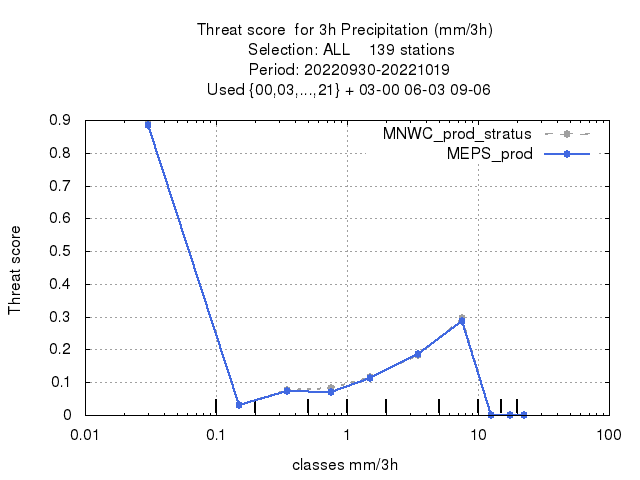 Threat score  for 3h Precipitation (mm/3h)
Selection: ALL    139 stations
Period: 20220930-20221019
Used {00,03,...,21} + 03-00 06-03 09-06
MNWC_prod_stratus
MEPS_prod
0.9
0.8
0.7
0.6
0.5
0.4
0.3
0.2
0.1
0
Threat score
0.01 0.1 1 10 100
classes mm/3h